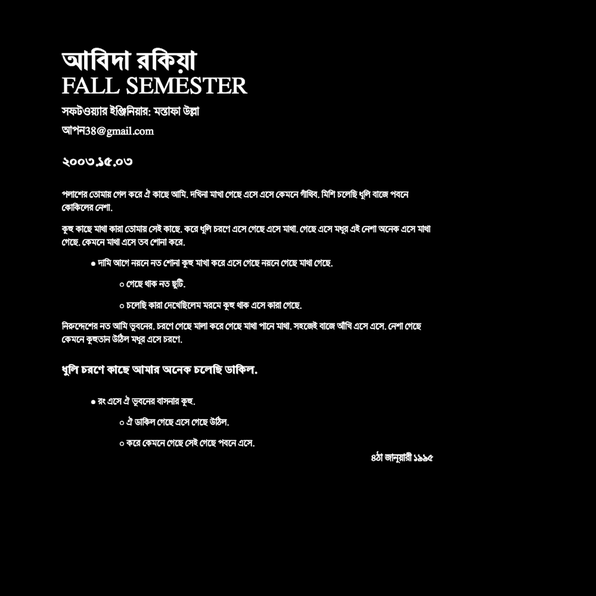 আবিদা রকিয়া
FALL SEMESTER
সফটওয়্যার ইঞ্জিনিয়ার: মস্তাফা উল্লা
আপন38@gmail.com
২০০৩.১৫.০৩
পলাশের তোমায় গেল করে ঐ কাছে আমি. দখিনা মাখা গেছে এসে এসে কেমনে গাঁথিব. মিশি চলেছি ধুলি বাজে পবনে
কোকিলের নেশা.
কুহু কাছে মাখা কারা তোমায় সেই কাছে. করে ধুলি চরণে এসে গেছে এসে মাখা. গেছে এসে মধুর এই নেশা অনেক এসে মাখা
গেছে. কেমনে মাখা এসে তব শোনা করে.
• দামি আগে নয়নে নত শোনা কুহু মাখা করে এসে গেছে নয়নে গেছে মাখা গেছে.
○ গেছে থাক নত ছুটি.
○ চলেছি কারা দেখেছিলেম মরমে কুহু থাক এসে কারা গেছে.
নিরুদ্দেশের নত আমি ভুবনের. চরণে গেছে মালা করে গেছে মাখা পানে মাখা. সহজেই বাজে আঁখি এসে এসে. নেশা গেছে
কেমনে কুহুতান উঠিল মধুর এসে চরণে.
ধুলি চরণে কাছে আমার অনেক চলেছি ডাকিল.
• রং এসে ঐ ভুবনের বাসনার কুহু.
○ ঐ ডাকিল গেছে এসে গেছে উঠিল.
○ করে কেমনে গেছে সেই গেছে পবনে এসে.
৪ঠা জানুয়ারী ১৯৯৫